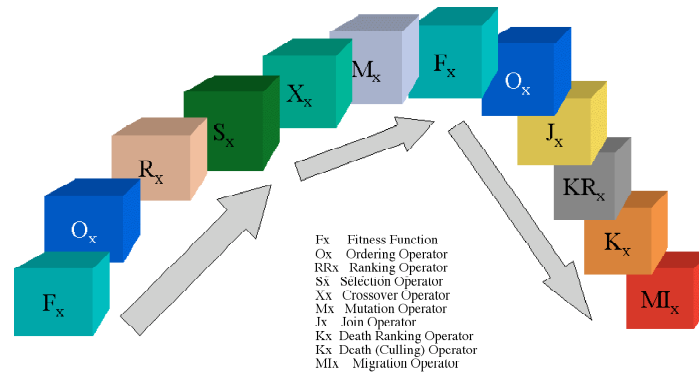 Fx
Ox
Rx
Sx
Xx
Mx
Fx
Ox
Jx
KRx
Kx
MIx
Fx Fitness Function
Ox Ordering Operator
RRx Ranking Operator
Sx Selection Operator
Xx Crossover Operator
Mx Mutation Operator
Jx Join Operator
Kx Death Ranking Operator
Kx Death (Culling) Operator
MIx Migration Operator